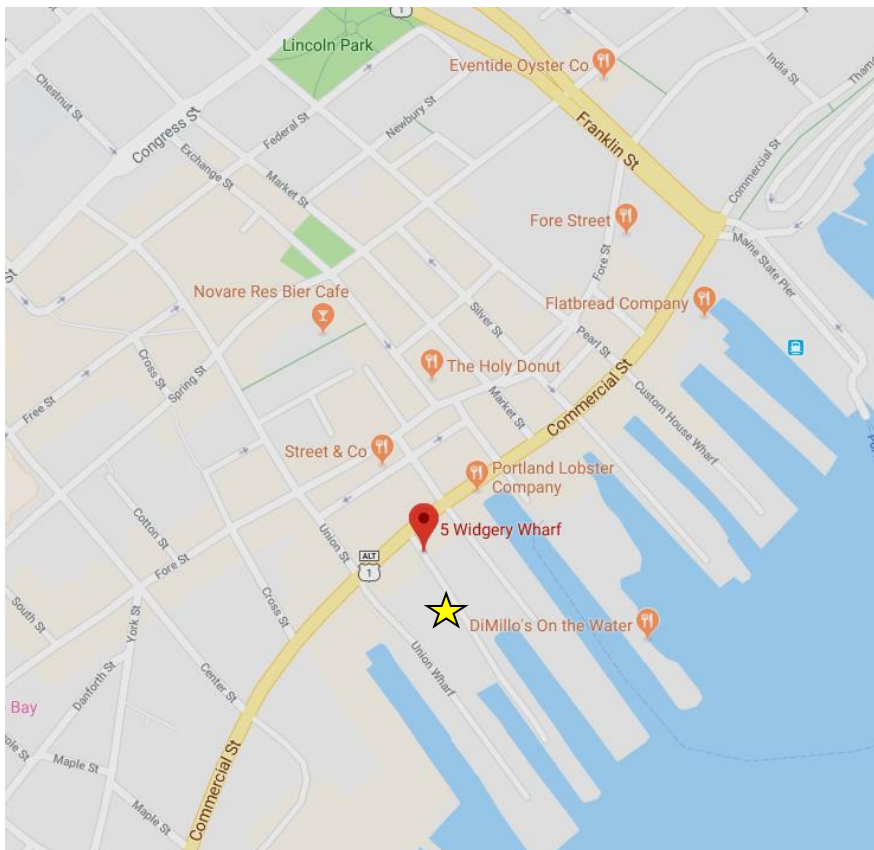 1
Lincoln Park
Eventide Oyster Co
India St
Chestnut St
Congress St
Federal St
Newbury St
Franklin St
Commercial St
Exchange St
Market St
Fore Street
Fore St
Maine State Pier
Novare Res Bier Cafe
Flatbread Company
Silver St
Pearl St
The Holy Donut
Cross St
Spring St
Free St
Market St
Commercial St
Custom House Wharf
Street & Co
Portland Lobster
Company
5 Widgery Wharf
Cotton St
Union St
ALT
1
Fore St
South St
York St
Cross St
DiMillo's On the Water
Union Wharf
Danforth St
Center St
Bay
Maple St
Maple St
Commercial St